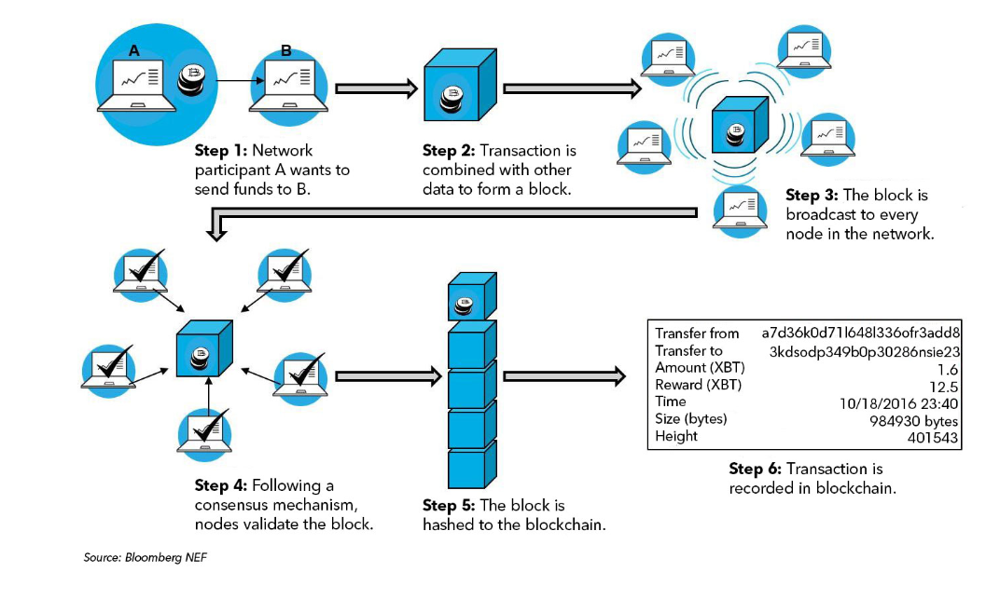 A
B
Step 1: Network
participant A wants to
send funds to B.
Step 2: Transaction is
combined with other
data to form a block.
Step 3: The block is
broadcast to every
node in the network.
Step 4: Following a
consensus mechanism,
nodes validate the block.
Step 5: The block is
hashed to the blockchain.
Transfer from a7d36k0d71l648l336ofr3add8
Transfer to 3kdsodp349b0p30286nsie23
Amount (XBT) 1.6
Reward (XBT) 12.5
Time 10/18/2016 23:40
Size (bytes) 984930 bytes
Height 401543
Step 6: Transaction is
recorded in blockchain.
Source: Bloomberg NEF